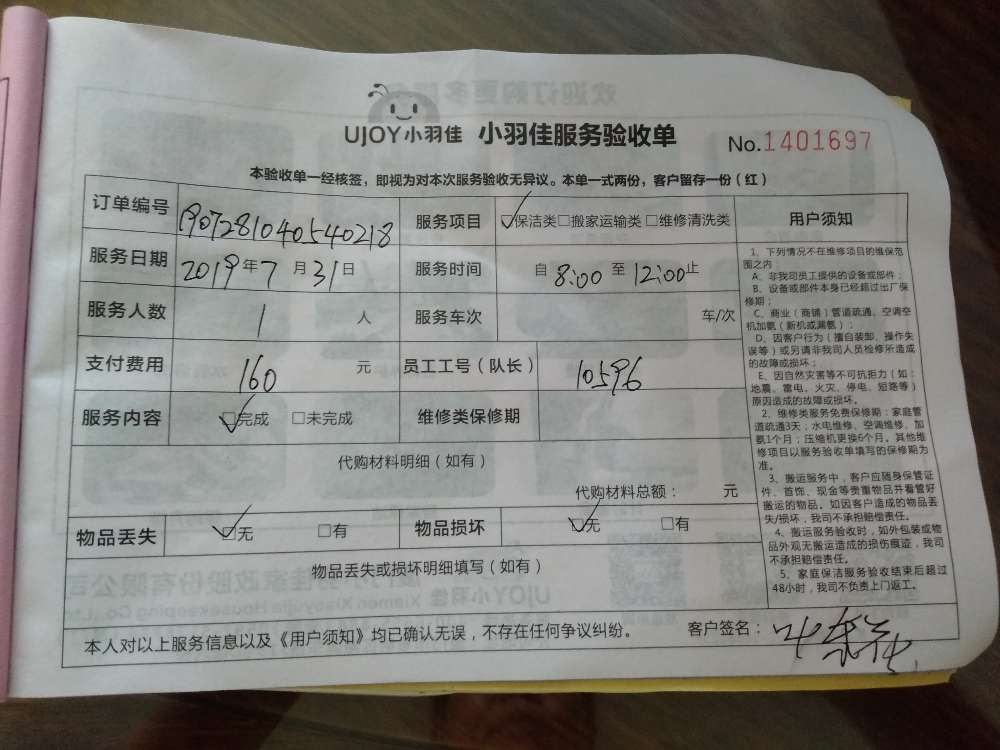 UJOY小羽佳 小羽佳服务验收单 No.1401697
本验收单一经核签，即视为对本次服务验收无异议。本单一式两份，客户留存一份（红）
订单编号 1907281040540218 服务项目 ☑保洁类□搬家运输类□维修清洗类 用户须知
服务日期 2019年7月31日 服务时间 自 8:00 至 12:00止
服务人数 1 人 服务车次 车/次
支付费用 160 元 员工工号（队长） 10596
服务内容 ☑完成 □未完成 维修类保修期
代购材料明细（如有）
代购材料总额： 元
物品丢失 ☑无 □有 物品损坏 ☑无 □有
物品丢失或损坏明细填写（如有）
1、下列情况不在维修项目的维保范
围之内
A、非我司员工提供的设备或部件；
B、设备或部件本身已经超过出厂保
修期；
C、商业（商铺）管道疏通、空调空
机加氨（新机或漏氨）；
D、因客户行为（擅自装卸、操作失
误等）或另请非我司人员检修所造成
的故障或损坏；
E、因自然灾害等不可抗拒力（如：
地震、雷电、火灾、停电、短路等）
原因造成的故障或损坏。
2、维修类服务免费保修期：家庭管
道疏通3天；水电维修、空调维修、加
氨1个月；压缩机更换6个月。其他维
修项目以服务验收单填写的保修期为
准。
3、搬运服务中，客户应随身保管证
件、首饰、现金等贵重物品并看管好
搬运的物品。如因客户造成的物品丢
失/损坏，我司不承担赔偿责任。
4、搬运服务验收时，如外包装或物
品外观无搬运造成的损伤痕迹，我司
不承担赔偿责任。
5、家庭保洁服务验收结束后超过
48小时，我司不负责上门返工。
本人对以上服务信息以及《用户须知》均已确认无误，不存在任何争议纠纷。 客户签名：